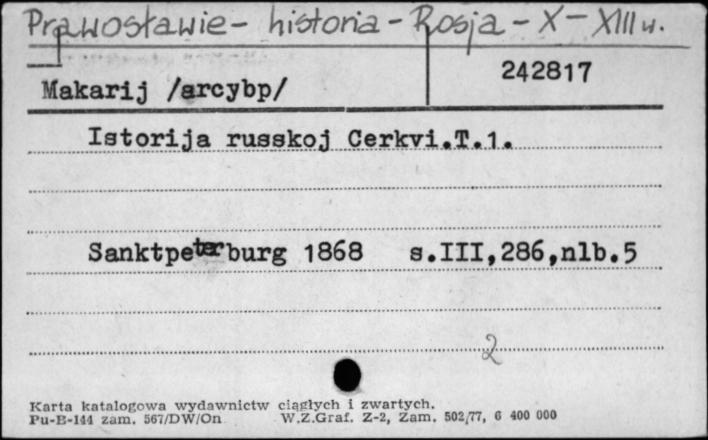 Prawosławie - historia - Rosja - X - XIII w.
242817
Makarij /arcybp/
Istorija russkoj Cerkvi.T.1.
Sanktpeterburg 1868 s.III,286,nlb.5
2
Karta katalogowa wydawnictw ciągłych i zwartych.
Pu-B-144 zam. 567/DW/On W.Z.Graf. Z-2, Zam. 502/77, 6 400 000